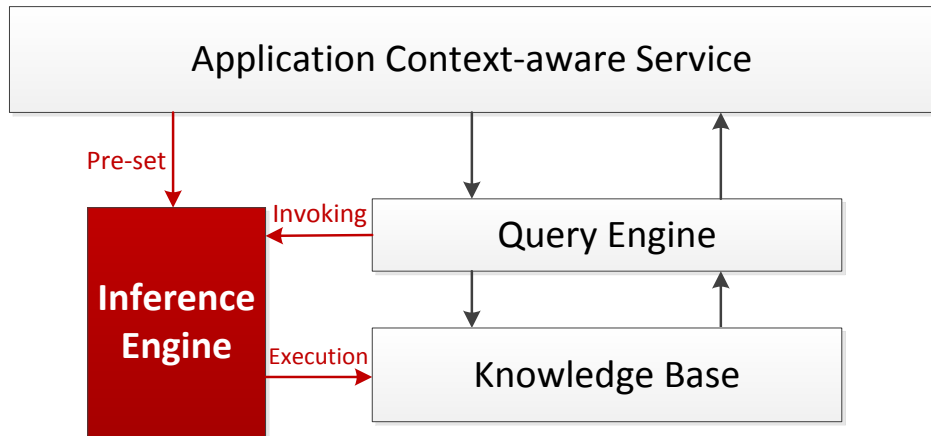 Application Context-aware Service
Pre-set
Invoking
Query Engine
Inference
Engine
Execution
Knowledge Base